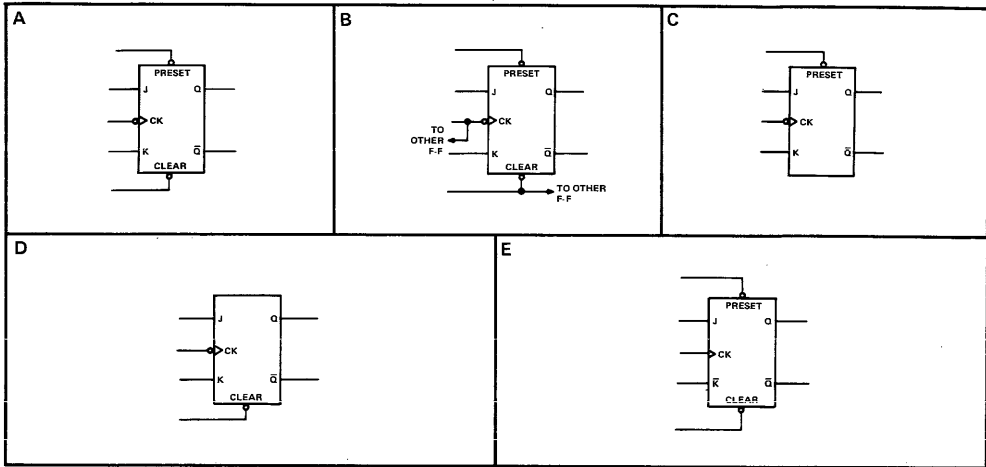 A
PRESET
J Q
CK
K Q̅
CLEAR
B
PRESET
J Q
CK
TO
OTHER
F-F
K Q̅
CLEAR
TO OTHER
F-F
C
PRESET
J Q
CK
K Q̅
D
J Q
CK
K Q̅
CLEAR
E
PRESET
J Q
CK
K̅ Q̅
CLEAR